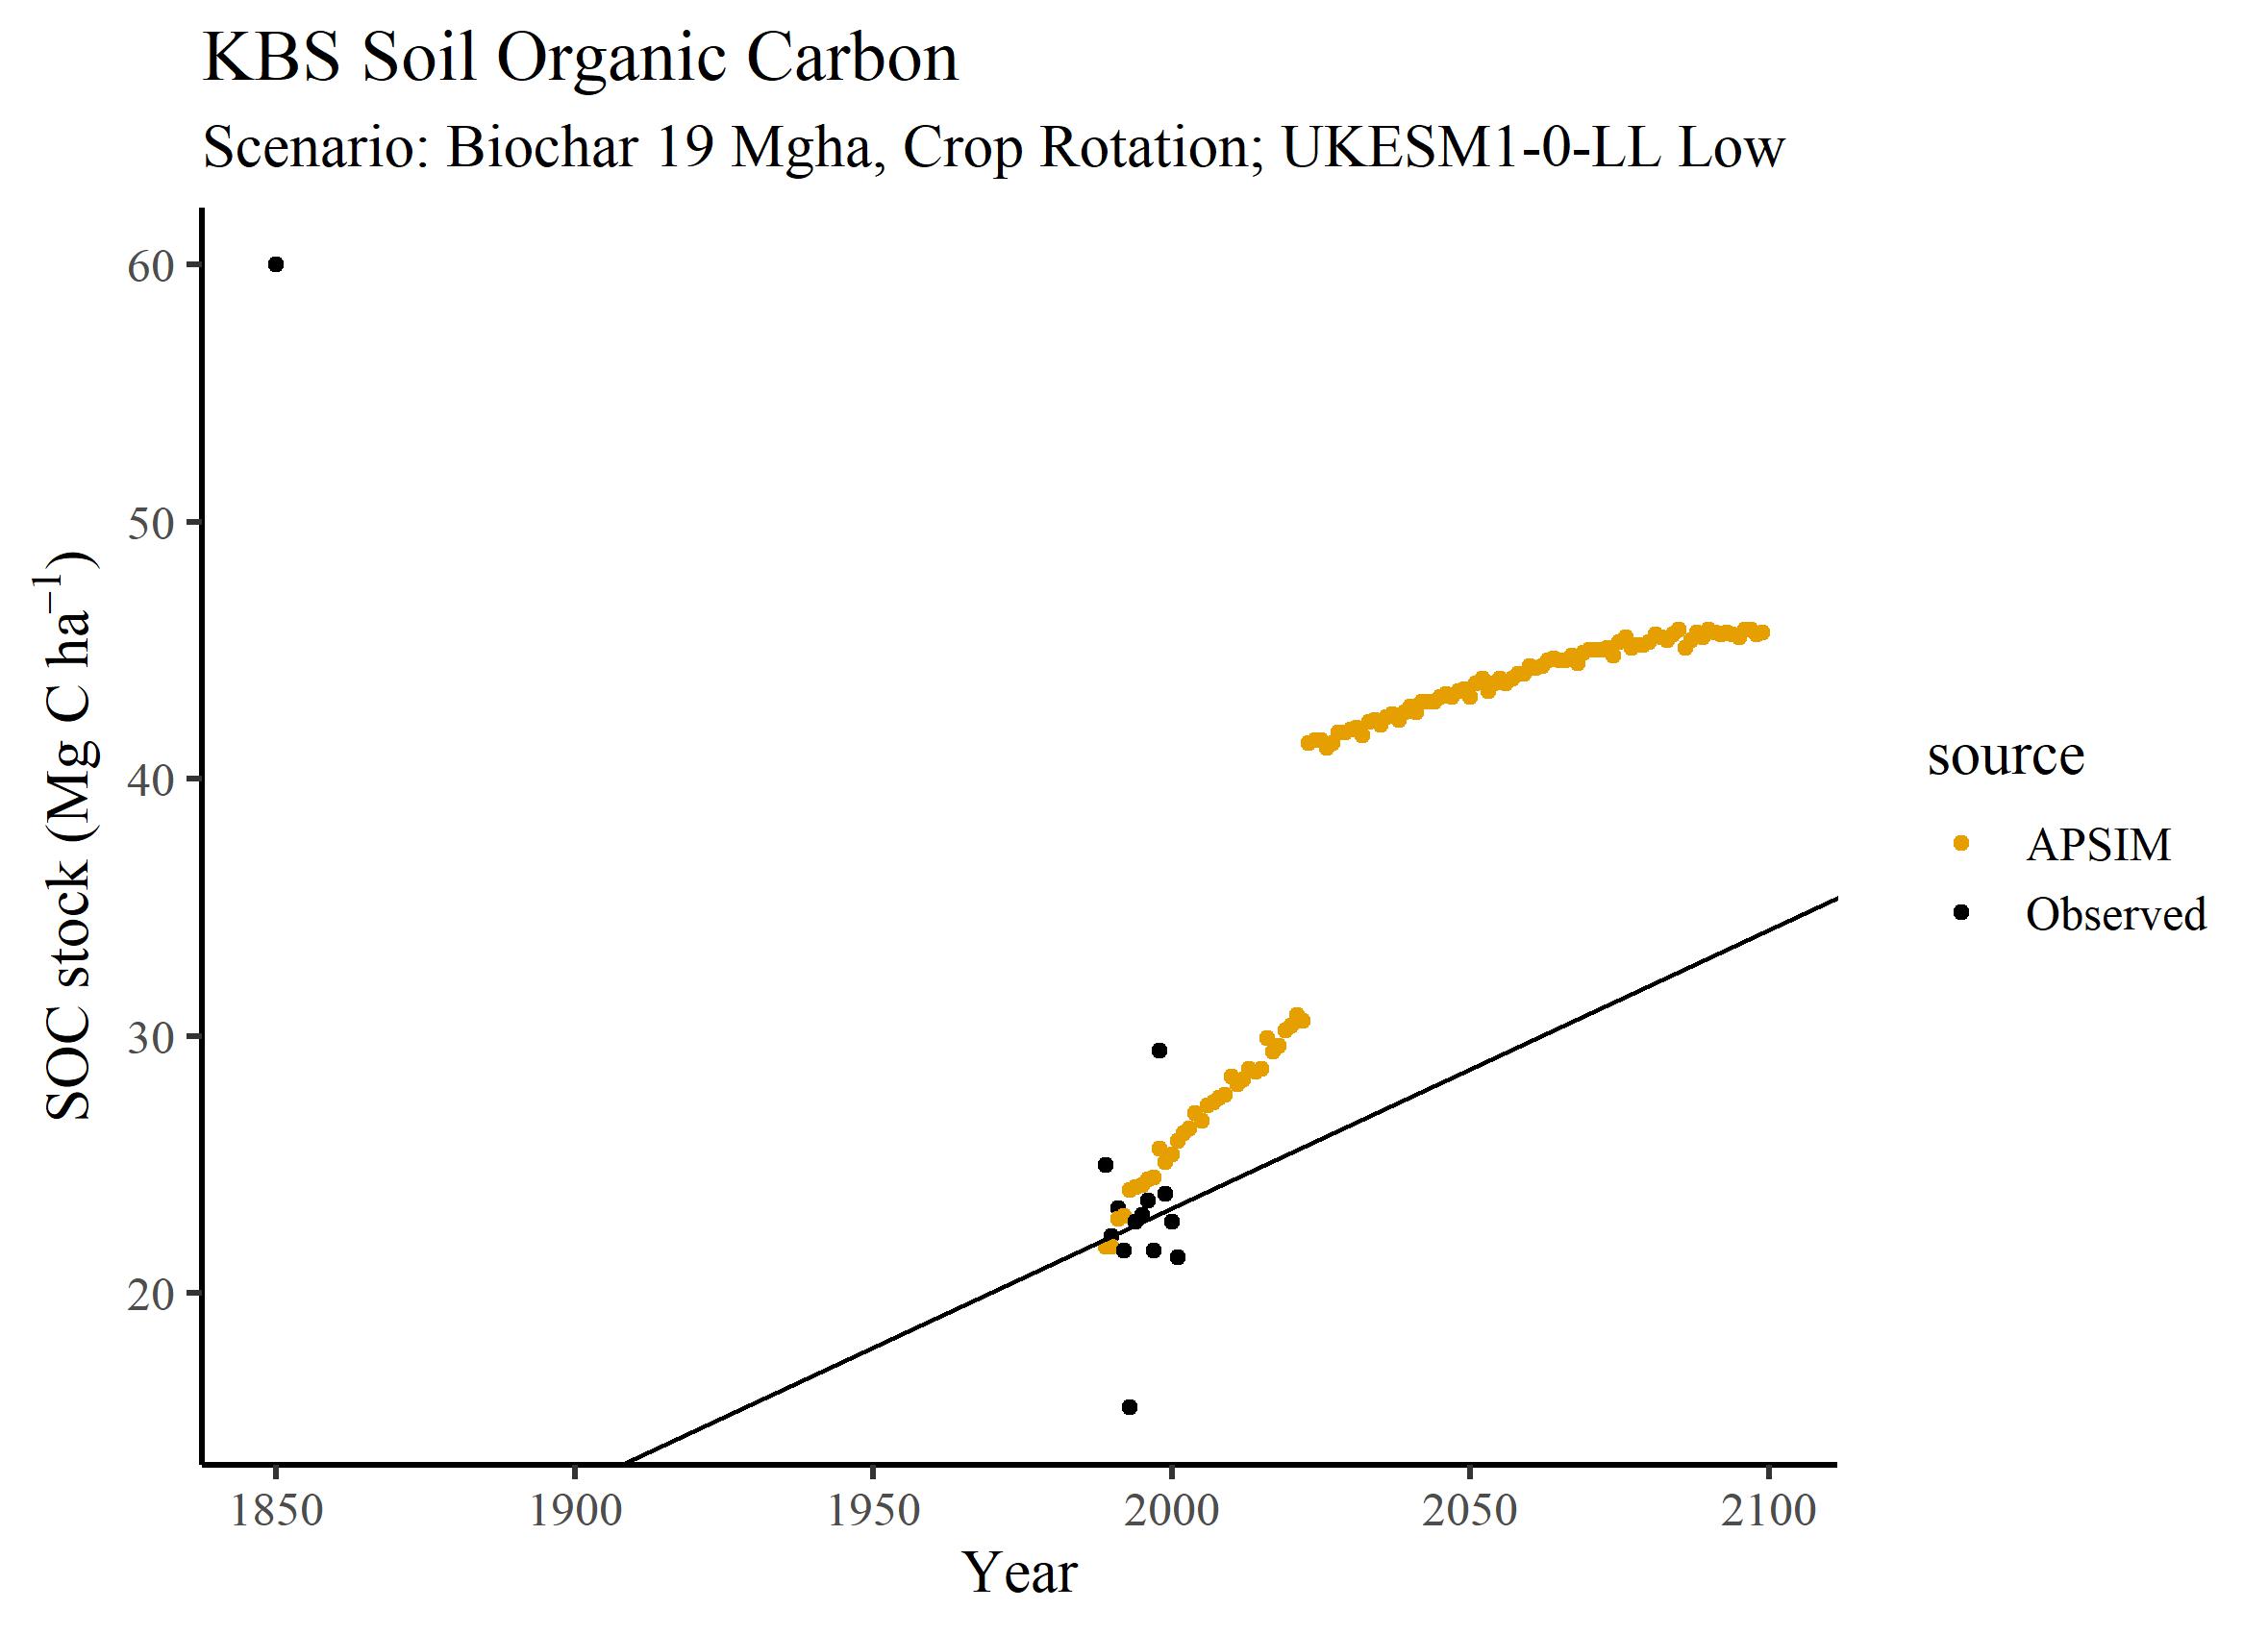 KBS Soil Organic Carbon
Scenario: Biochar 19 Mgha, Crop Rotation; UKESM1-0-LL Low
SOC stock (Mg C ha⁻¹)
60
50
40
30
20
1850 1900 1950 2000 2050 2100
Year
source
APSIM
Observed